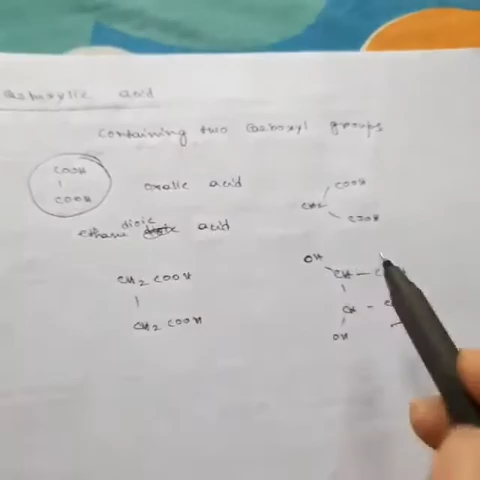 carboxylic acid
containing two carboxyl groups
COOH
COOH
oxalic acid
ethane dioic acid
COOH
CH2
COOH
CH2 COOH
CH2 COOH
OH
CH — C
CH — C
OH